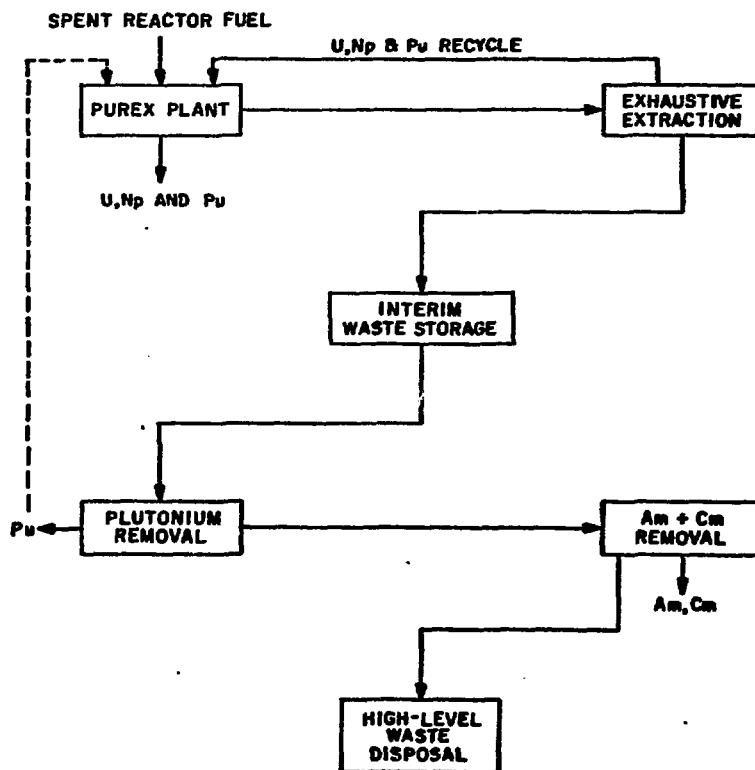 SPENT REACTOR FUEL
U,Np & Pu RECYCLE
PUREX PLANT
EXHAUSTIVE
EXTRACTION
U,Np AND Pu
INTERIM
WASTE STORAGE
Pu
PLUTONIUM
REMOVAL
Am + Cm
REMOVAL
Am,Cm
HIGH-LEVEL
WASTE
DISPOSAL